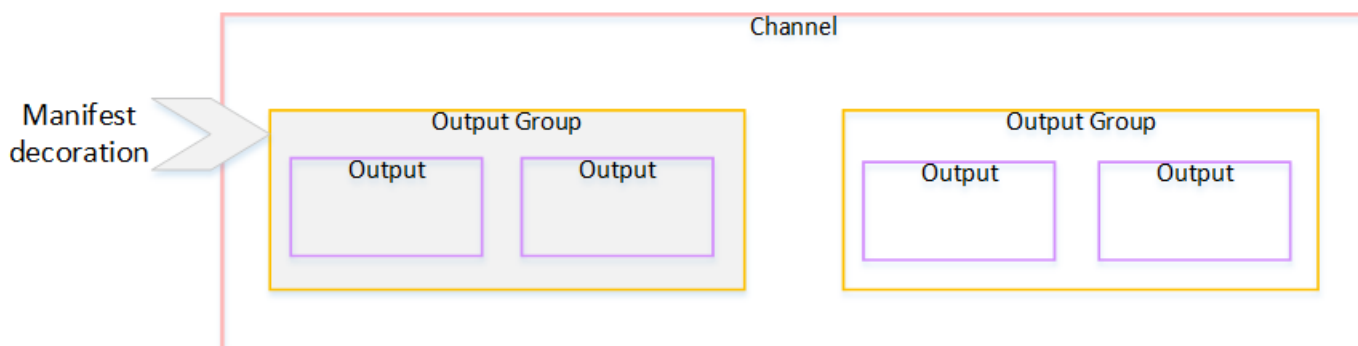 Channel
Manifest
decoration
Output Group
Output
Output
Output Group
Output
Output